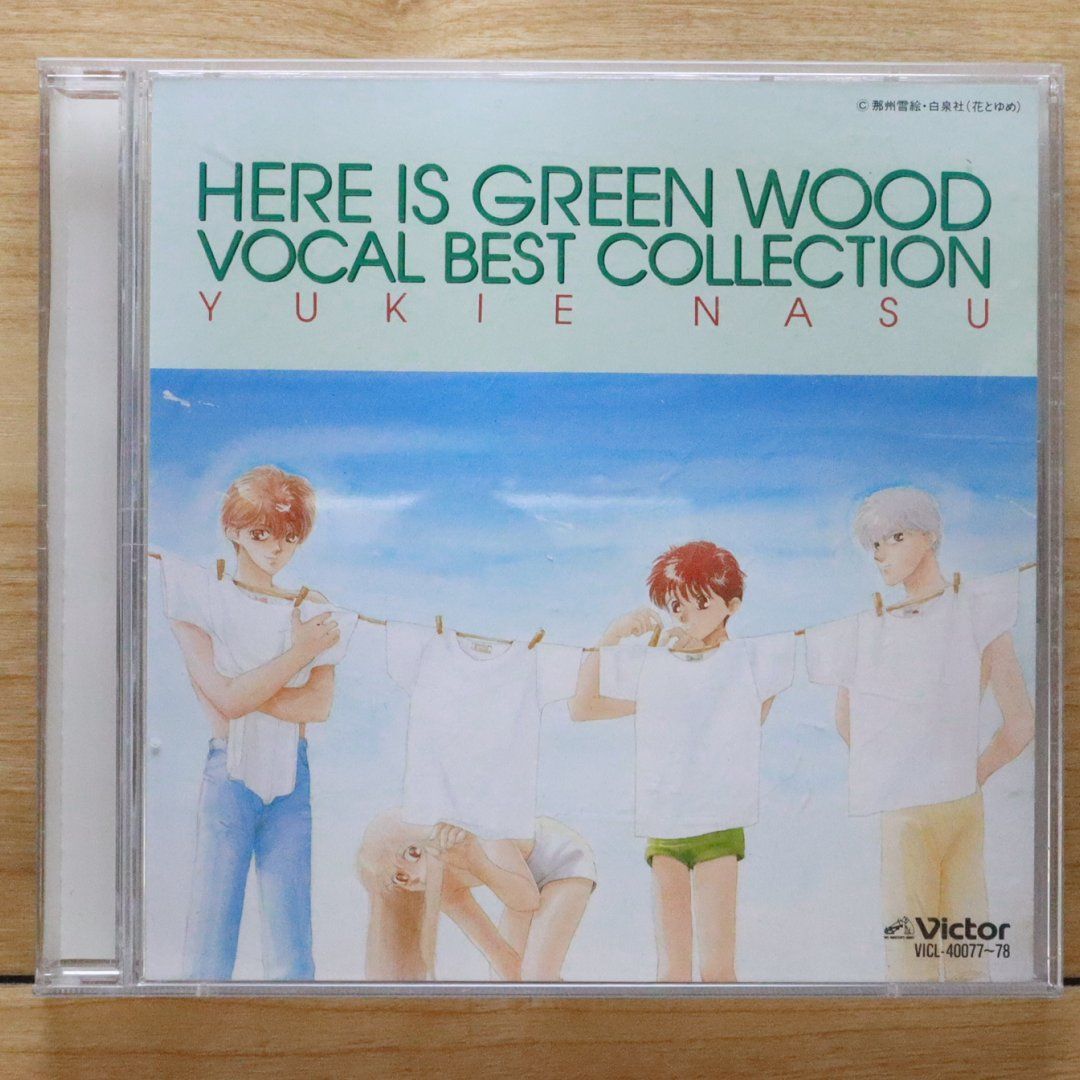 © 那州雪絵・白泉社(花とゆめ)
HERE IS GREEN WOOD
VOCAL BEST COLLECTION
YUKIE NASU
Victor
VICL-40077~78